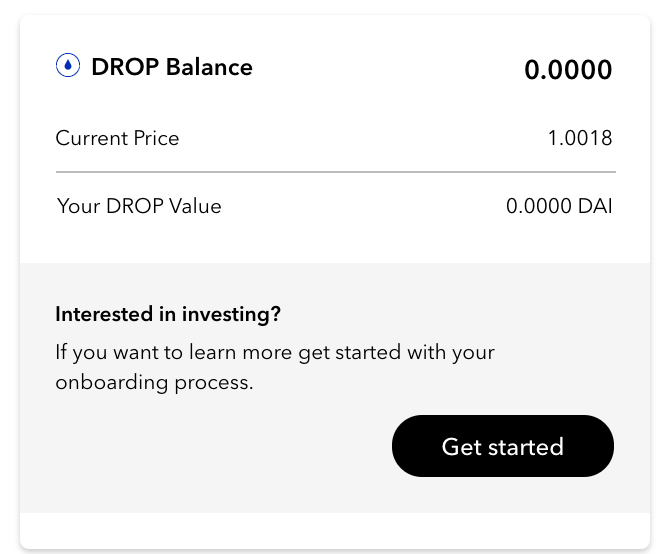 DROP Balance 0.0000
Current Price 1.0018
Your DROP Value 0.0000 DAI
Interested in investing?
If you want to learn more get started with your
onboarding process.
Get started